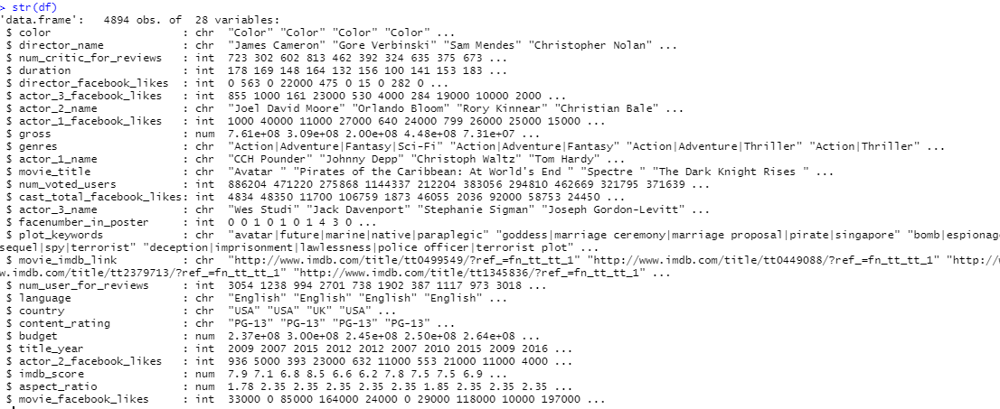 > str(df)
'data.frame':   4894 obs. of  28 variables:
 $ color                    : chr  "Color" "Color" "Color" "Color" ...
 $ director_name            : chr  "James Cameron" "Gore Verbinski" "Sam Mendes" "Christopher Nolan" ...
 $ num_critic_for_reviews   : int  723 302 602 813 462 392 324 635 375 673 ...
 $ duration                 : int  178 169 148 164 132 156 100 141 153 183 ...
 $ director_facebook_likes  : int  0 563 0 22000 475 0 15 0 282 0 ...
 $ actor_3_facebook_likes   : int  855 1000 161 23000 530 4000 284 19000 10000 2000 ...
 $ actor_2_name             : chr  "Joel David Moore" "Orlando Bloom" "Rory Kinnear" "Christian Bale" ...
 $ actor_1_facebook_likes   : int  1000 40000 11000 27000 640 24000 799 26000 25000 15000 ...
 $ gross                    : num  7.61e+08 3.09e+08 2.00e+08 4.48e+08 7.31e+07 ...
 $ genres                   : chr  "Action|Adventure|Fantasy|Sci-Fi" "Action|Adventure|Fantasy" "Action|Adventure|Thriller" "Action|Thriller" ...
 $ actor_1_name             : chr  "CCH Pounder" "Johnny Depp" "Christoph Waltz" "Tom Hardy" ...
 $ movie_title              : chr  "Avatar " "Pirates of the Caribbean: At World's End " "Spectre " "The Dark Knight Rises " ...
 $ num_voted_users          : int  886204 471220 275868 1144337 212204 383056 294810 462669 321795 371639 ...
 $ cast_total_facebook_likes: int  4834 48350 11700 106759 1873 46055 2036 92000 58753 24450 ...
 $ actor_3_name             : chr  "Wes Studi" "Jack Davenport" "Stephanie Sigman" "Joseph Gordon-Levitt" ...
 $ facenumber_in_poster     : int  0 0 1 0 1 0 1 4 3 0 ...
 $ plot_keywords            : chr  "avatar|future|marine|native|paraplegic" "goddess|marriage ceremony|marriage proposal|pirate|singapore" "bomb|espionage
sequel|spy|terrorist" "deception|imprisonment|lawlessness|police officer|terrorist plot" ...
 $ movie_imdb_link          : chr  "http://www.imdb.com/title/tt0499549/?ref_=fn_tt_tt_1" "http://www.imdb.com/title/tt0449088/?ref_=fn_tt_tt_1" "http://w
w.imdb.com/title/tt2379713/?ref_=fn_tt_tt_1" "http://www.imdb.com/title/tt1345836/?ref_=fn_tt_tt_1" ...
 $ num_user_for_reviews     : int  3054 1238 994 2701 738 1902 387 1117 973 3018 ...
 $ language                 : chr  "English" "English" "English" "English" ...
 $ country                  : chr  "USA" "USA" "UK" "USA" ...
 $ content_rating           : chr  "PG-13" "PG-13" "PG-13" "PG-13" ...
 $ budget                   : num  2.37e+08 3.00e+08 2.45e+08 2.50e+08 2.64e+08 ...
 $ title_year               : int  2009 2007 2015 2012 2012 2007 2010 2015 2009 2016 ...
 $ actor_2_facebook_likes   : int  936 5000 393 23000 632 11000 553 21000 11000 4000 ...
 $ imdb_score               : num  7.9 7.1 6.8 8.5 6.6 6.2 7.8 7.5 7.5 6.9 ...
 $ aspect_ratio             : num  1.78 2.35 2.35 2.35 2.35 2.35 1.85 2.35 2.35 2.35 ...
 $ movie_facebook_likes     : int  33000 0 85000 164000 24000 0 29000 118000 10000 197000 ...